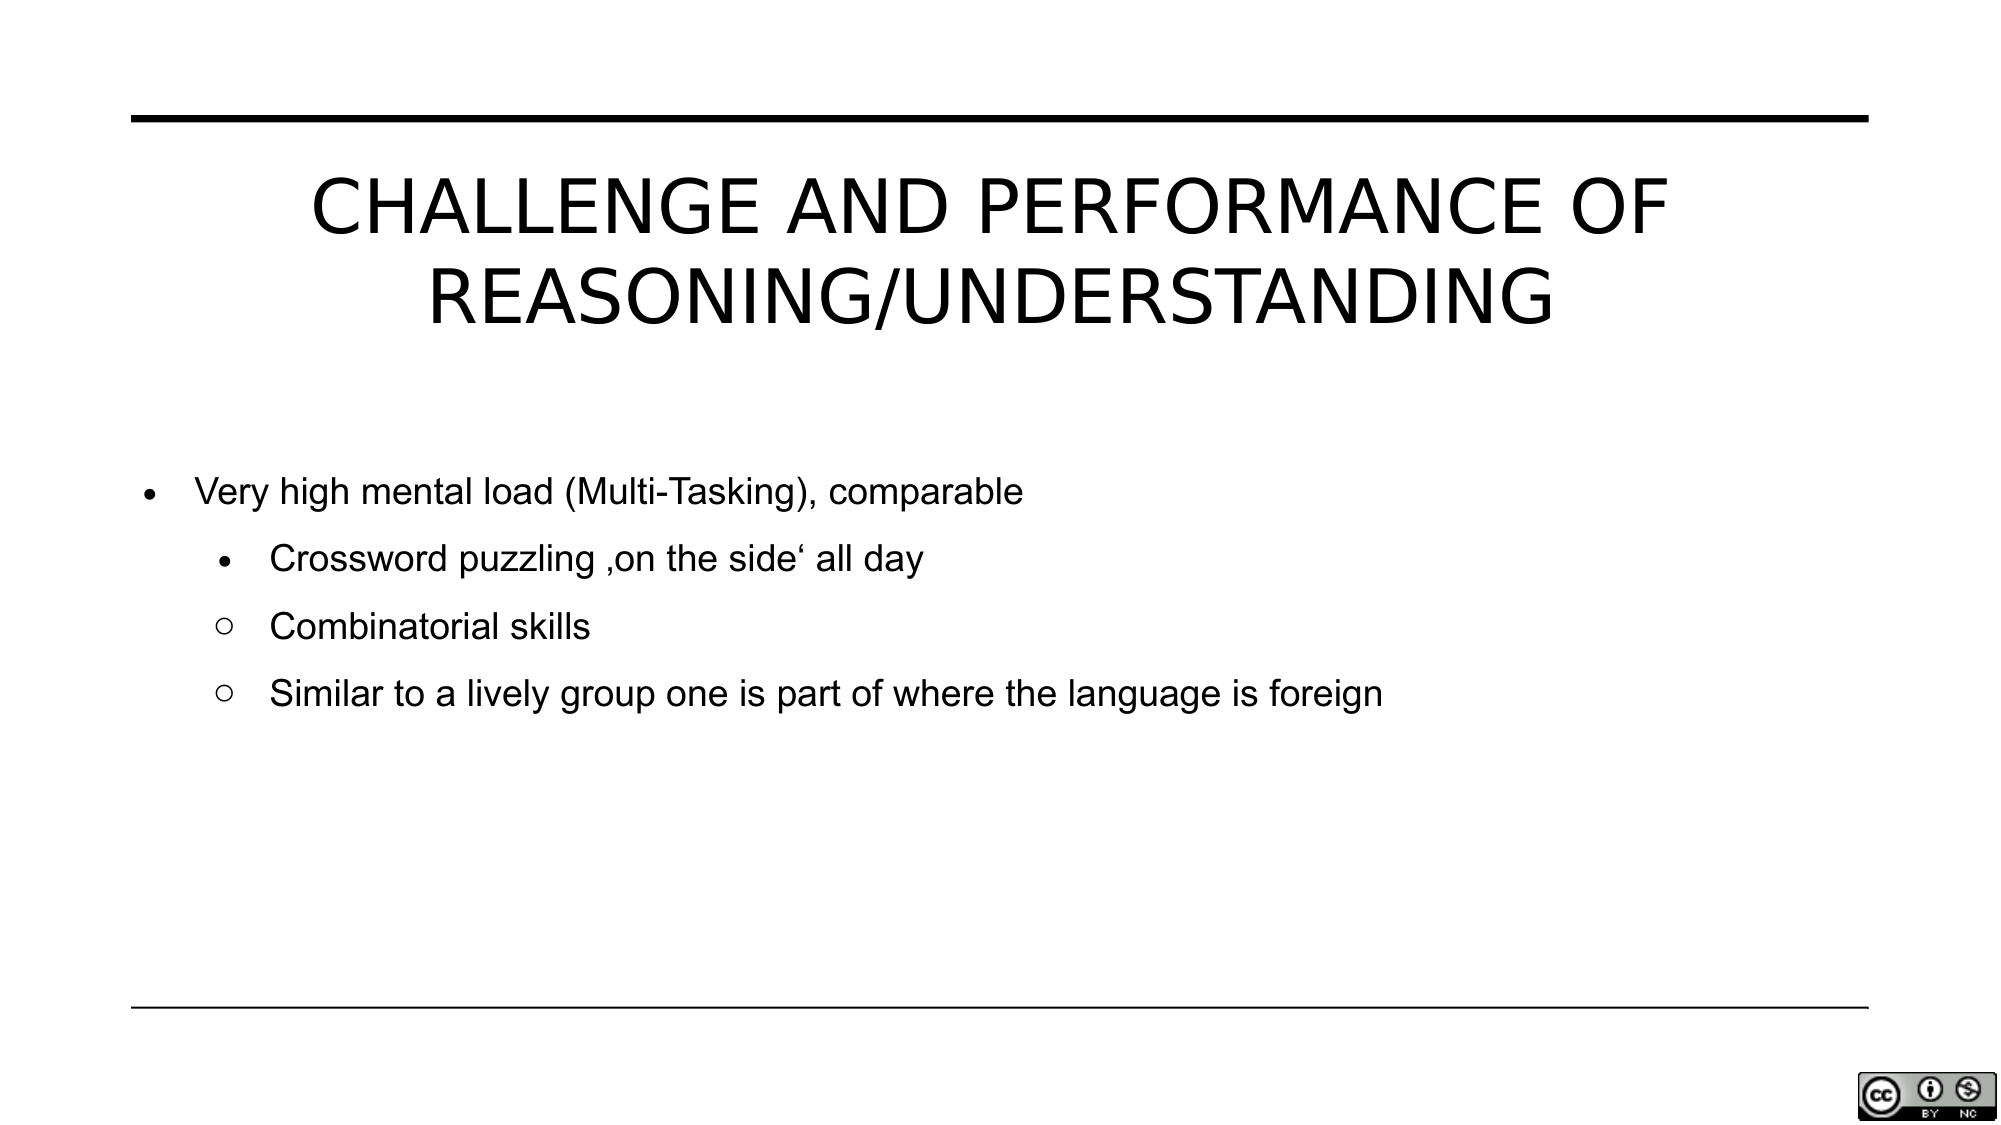 CHALLENGE AND PERFORMANCE OF
REASONING/UNDERSTANDING
• Very high mental load (Multi-Tasking), comparable
• Crossword puzzling ‚on the side‘ all day
○ Combinatorial skills
○ Similar to a lively group one is part of where the language is foreign
cc
BY NC